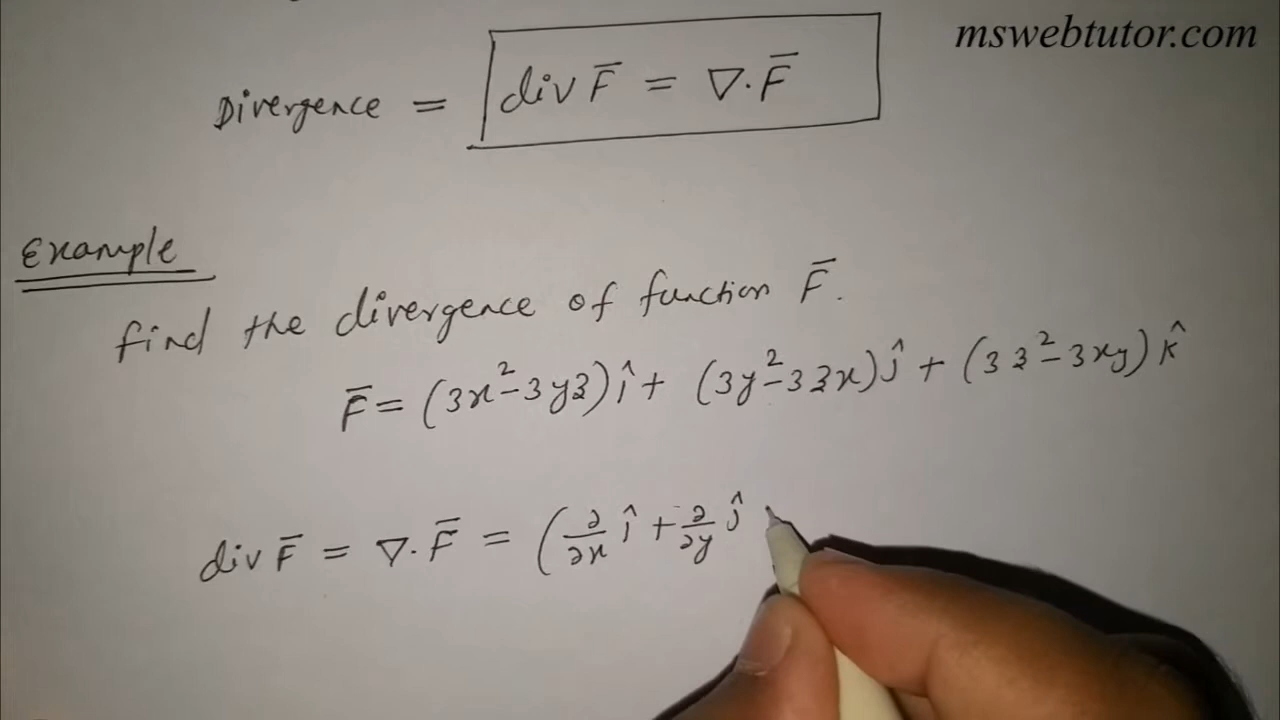 mswebtutor.com
Divergence = div F̄ = ∇·F̄
Example
find the divergence of function F̄.
F̄ = (3x²-3yz)î + (3y²-3zx)ĵ + (3z²-3xy)k̂
div F̄ = ∇·F̄ = (∂/∂x î + ∂/∂y ĵ